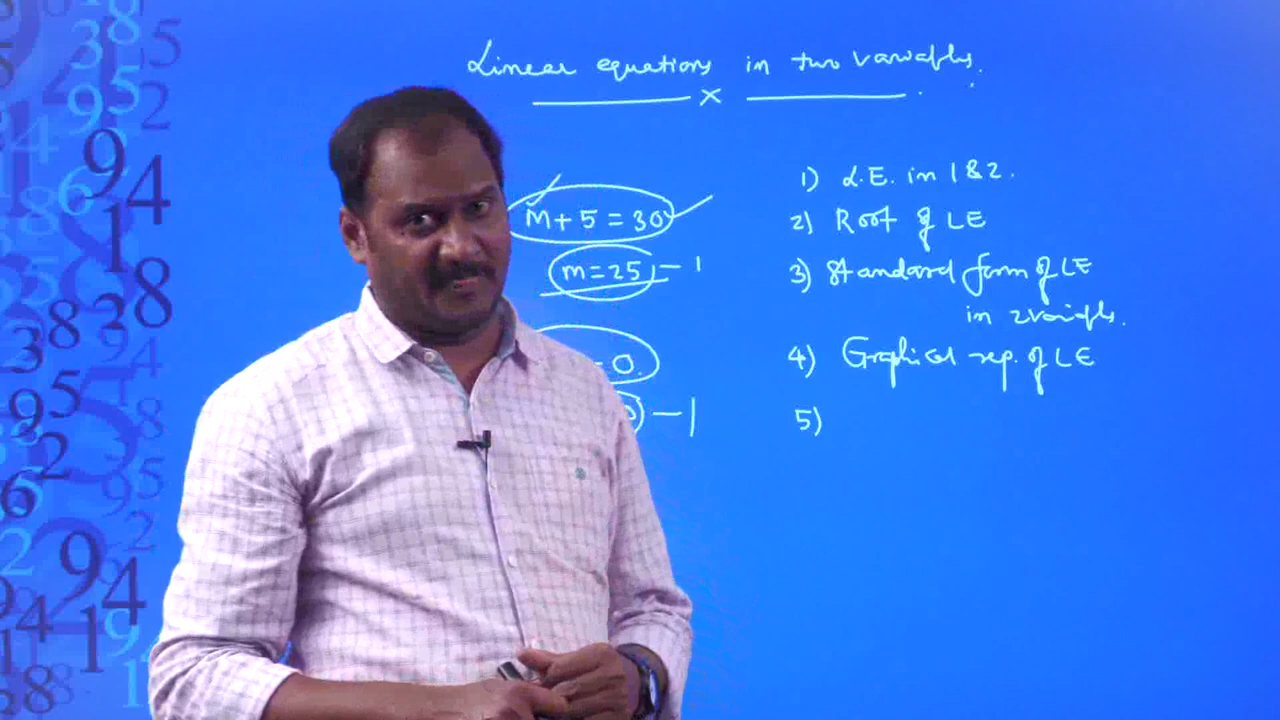 Linear equations in two variables.
m + 5 = 30
m = 25 - 1
= 0.
- 1
1) L.E. in 1 & 2.
2) Root of LE
3) Standard form of LE
in 2 variables.
4) Graphical rep. of LE
5)